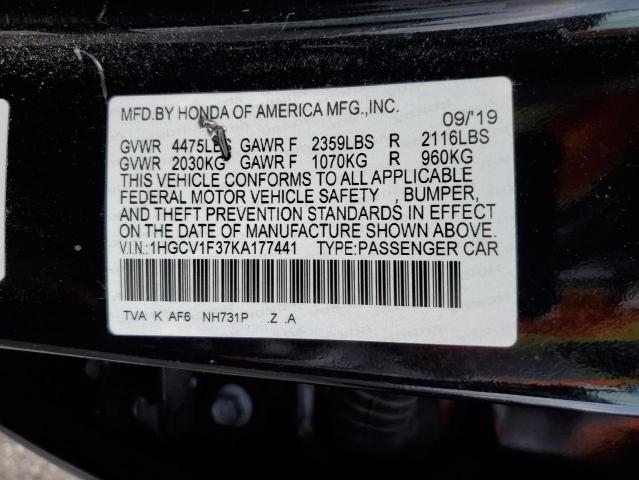 MFD.BY HONDA OF AMERICA MFG.,INC. 09/'19
GVWR 4475LBS GAWR F 2359LBS R 2116LBS
GVWR 2030KG GAWR F 1070KG R 960KG
THIS VEHICLE CONFORMS TO ALL APPLICABLE
FEDERAL MOTOR VEHICLE SAFETY , BUMPER,
AND THEFT PREVENTION STANDARDS IN EFFECT
ON THE DATE OF MANUFACTURE SHOWN ABOVE.
V.I.N.:1HGCV1F37KA177441 TYPE:PASSENGER CAR
TVA K AF6 NH731P .Z .A